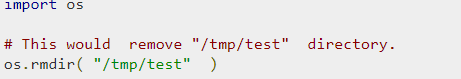 import os
# This would  remove "/tmp/test"  directory.
os.rmdir( "/tmp/test"  )